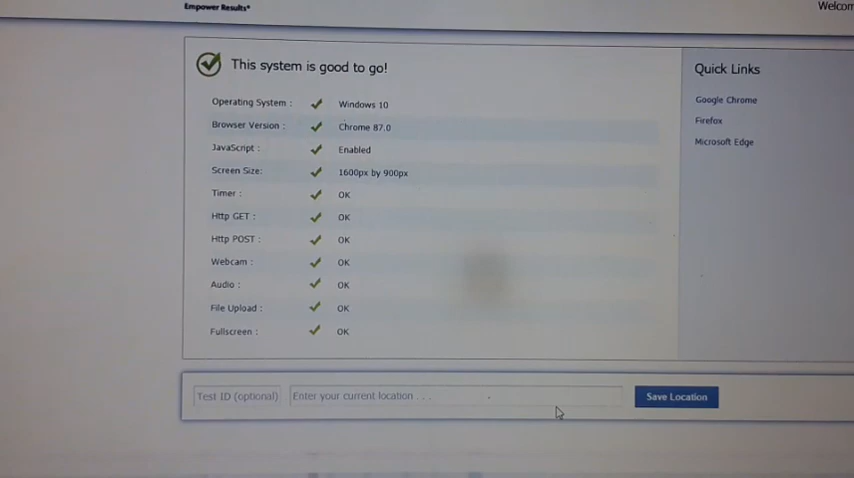 Empower Results®
Welcom
This system is good to go!
Operating System : Windows 10
Browser Version : Chrome 87.0
JavaScript : Enabled
Screen Size: 1600px by 900px
Timer : OK
Http GET : OK
Http POST : OK
Webcam : OK
Audio : OK
File Upload : OK
Fullscreen : OK
Quick Links
Google Chrome
Firefox
Microsoft Edge
Test ID (optional) Enter your current location . . . Save Location